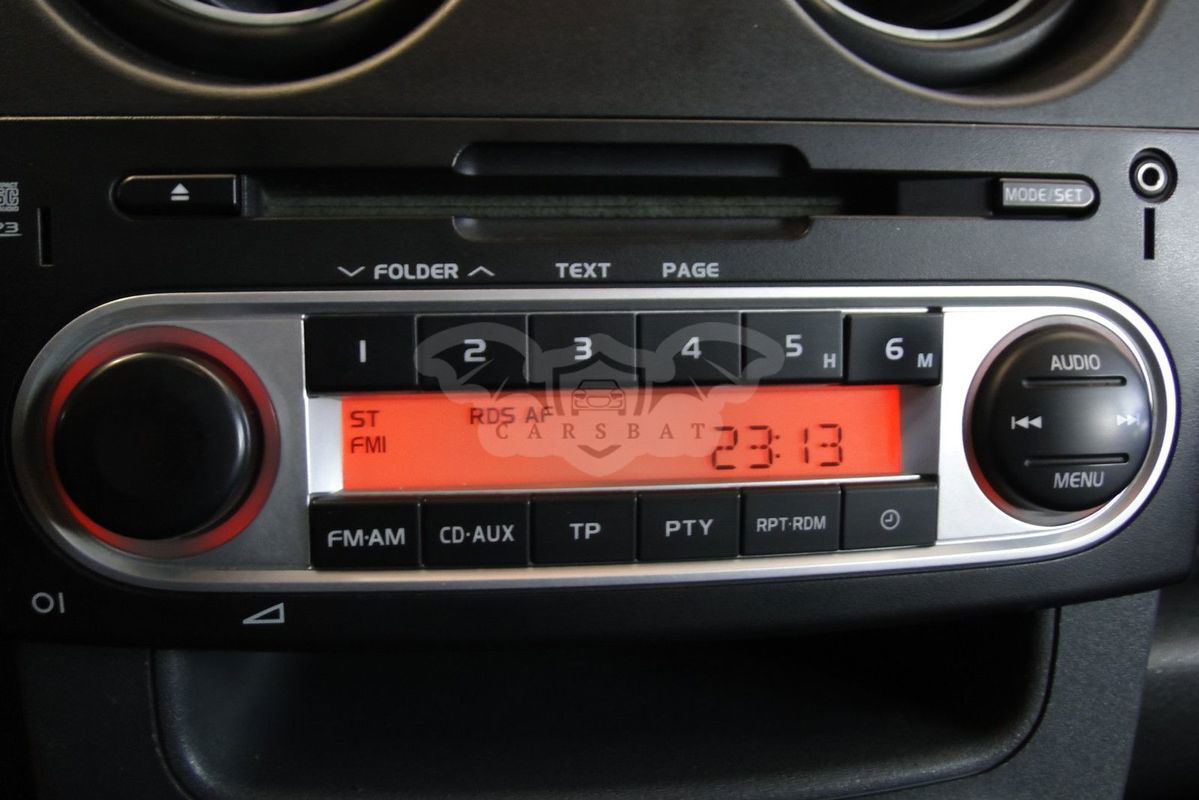 MODE/SET
FOLDER TEXT PAGE
1 2 3 4 5 H 6 M
AUDIO
ST RDS AF
FM1
CARSBAT
23:13
MENU
FM·AM CD·AUX TP PTY RPT·RDM